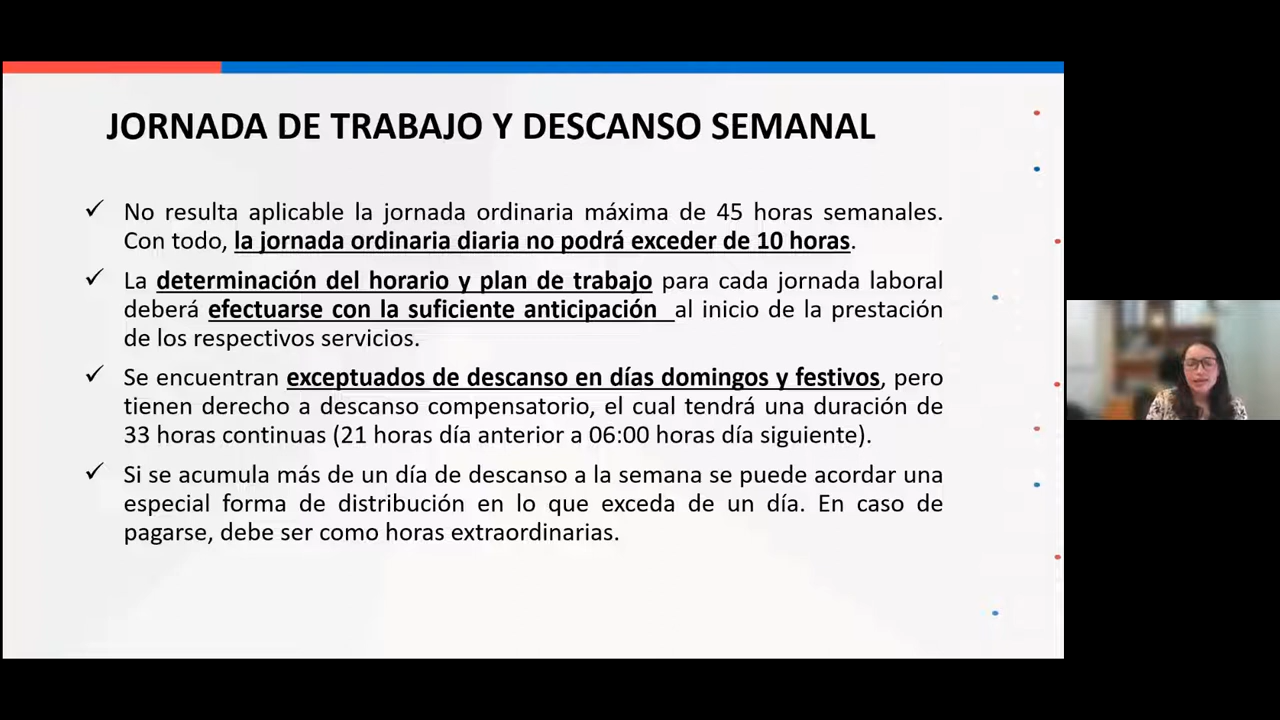 JORNADA DE TRABAJO Y DESCANSO SEMANAL
✓ No resulta aplicable la jornada ordinaria máxima de 45 horas semanales.
Con todo, la jornada ordinaria diaria no podrá exceder de 10 horas.
✓ La determinación del horario y plan de trabajo para cada jornada laboral
deberá efectuarse con la suficiente anticipación al inicio de la prestación
de los respectivos servicios.
✓ Se encuentran exceptuados de descanso en días domingos y festivos, pero
tienen derecho a descanso compensatorio, el cual tendrá una duración de
33 horas continuas (21 horas día anterior a 06:00 horas día siguiente).
✓ Si se acumula más de un día de descanso a la semana se puede acordar una
especial forma de distribución en lo que exceda de un día. En caso de
pagarse, debe ser como horas extraordinarias.